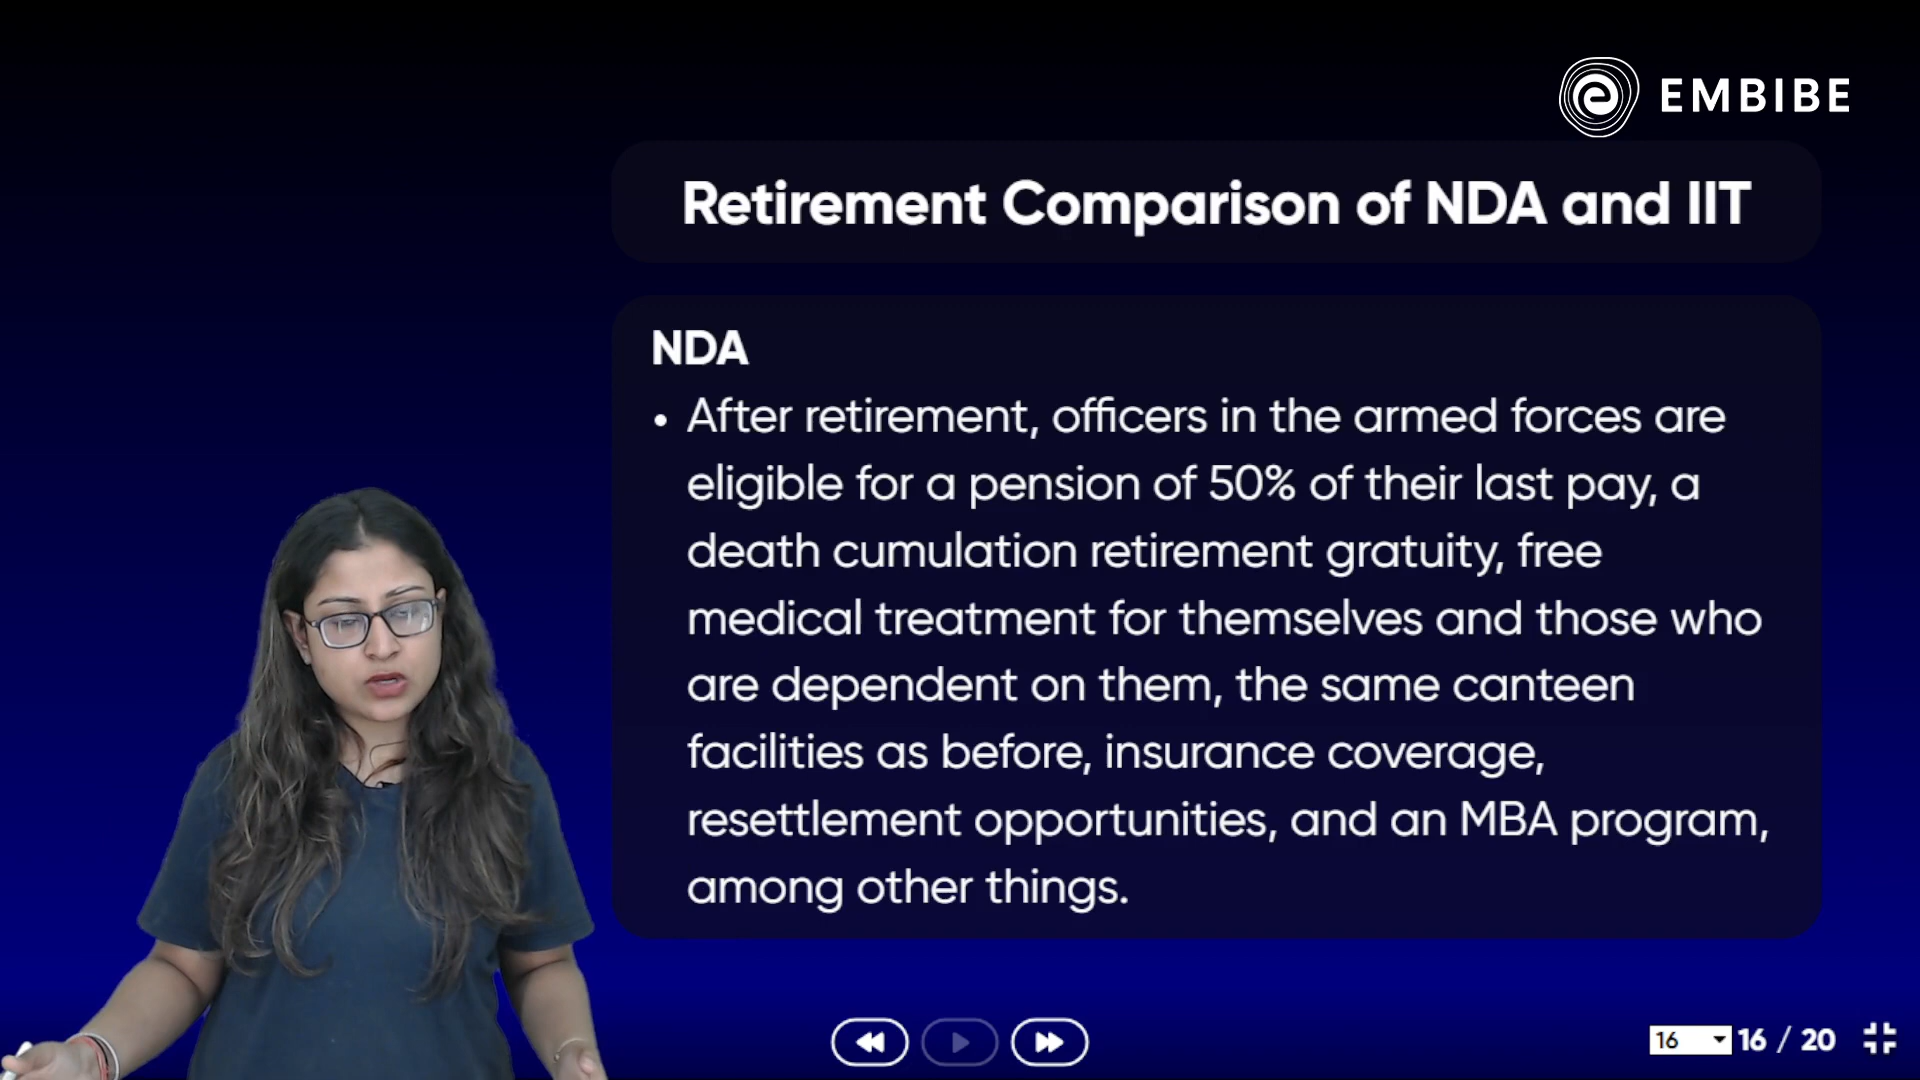 EMBIBE
Retirement Comparison of NDA and IIT
NDA
• After retirement, officers in the armed forces are
eligible for a pension of 50% of their last pay, a
death cumulation retirement gratuity, free
medical treatment for themselves and those who
are dependent on them, the same canteen
facilities as before, insurance coverage,
resettlement opportunities, and an MBA program,
among other things.
16 16 / 20